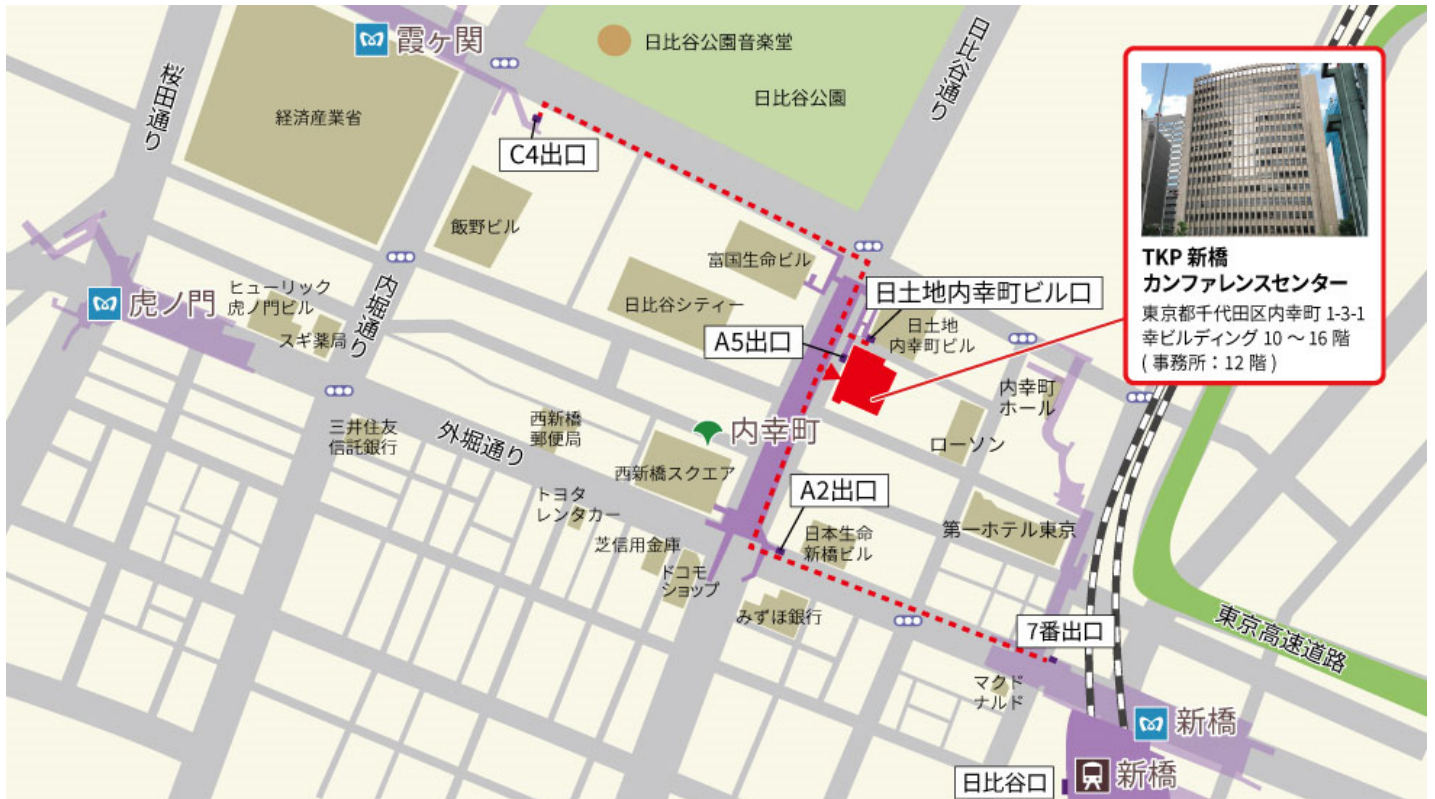 霞ヶ関
日比谷公園音楽堂
日比谷公園
日比谷通り
桜田通り
経済産業省
C4出口
飯野ビル
富国生命ビル
日比谷シティー
内堀通り
虎ノ門
ヒューリック
虎ノ門ビル
スギ薬局
日土地内幸町ビル口
日土地
内幸町ビル
A5出口
TKP 新橋
カンファレンスセンター
東京都千代田区内幸町 1-3-1
幸ビルディング 10 ~ 16 階
( 事務所:12 階 )
内幸町
ホール
ローソン
三井住友
信託銀行
外堀通り
西新橋
郵便局
内幸町
西新橋スクエア
トヨタ
レンタカー
芝信用金庫
ドコモ
ショップ
A2出口
日本生命
新橋ビル
第一ホテル東京
みずほ銀行
7番出口
東京高速道路
マクド
ナルド
新橋
日比谷口
新橋